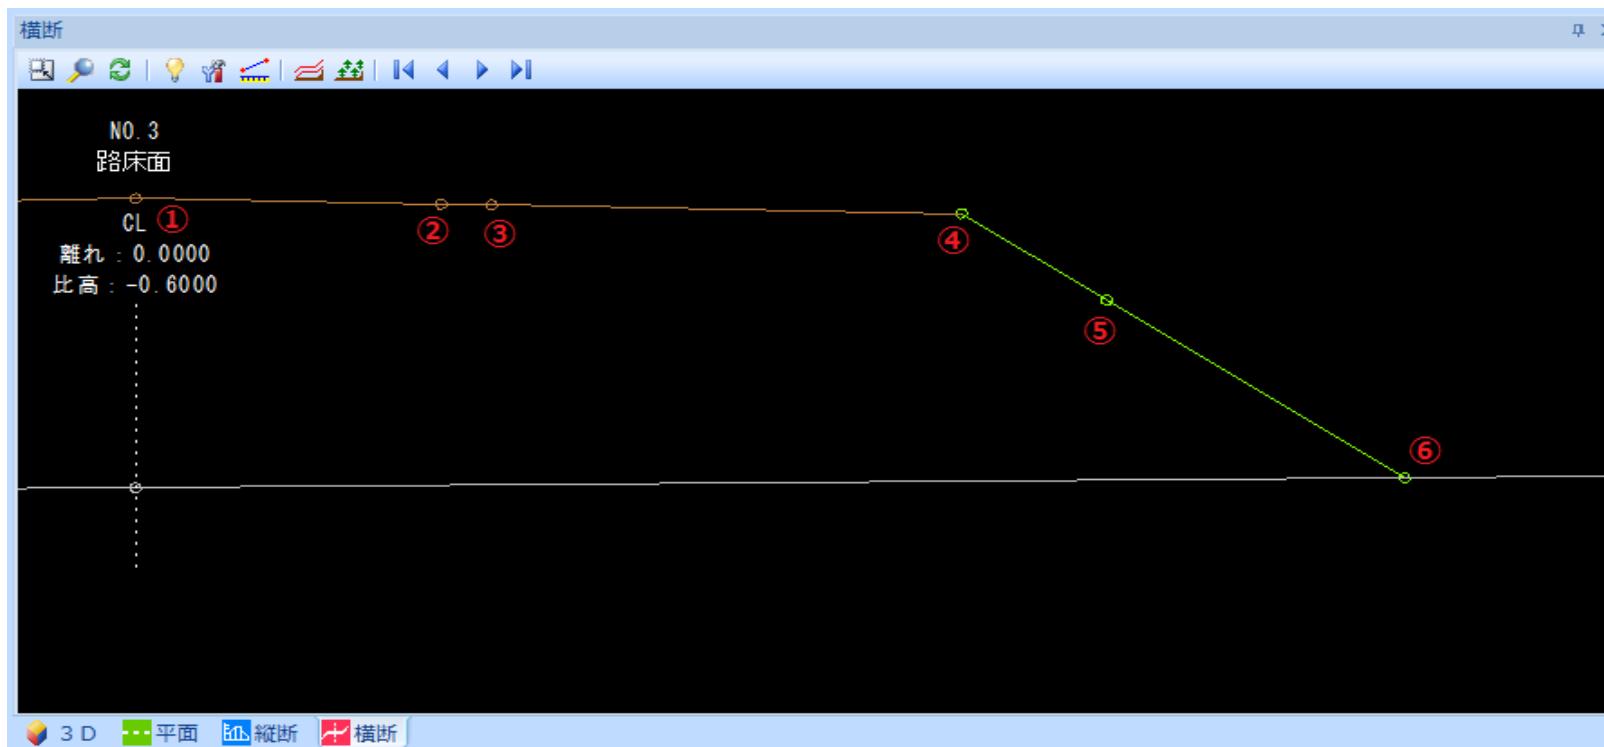 横断
NO.3
路床面
CL ①
②
③
④
離れ：0.0000
比高：-0.6000
⑤
⑥
3D 平面 縦断 横断